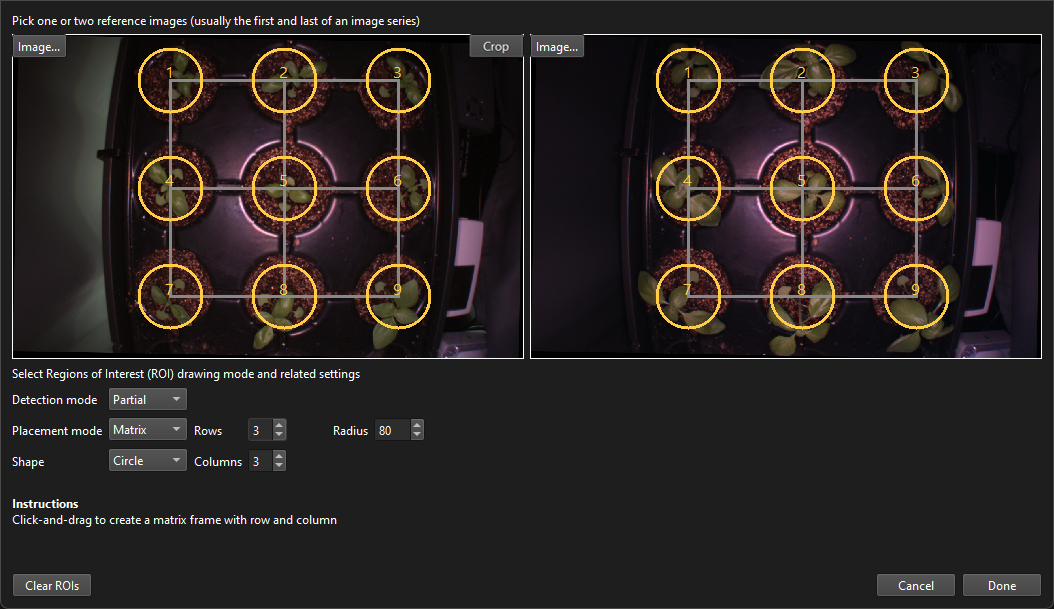 Pick one or two reference images (usually the first and last of an image series)
Image... Crop Image...
1 2 3 1 2 3
4 5 6 4 5 6
7 8 9 7 8 9
Select Regions of Interest (ROI) drawing mode and related settings
Detection mode Partial
Placement mode Matrix Rows 3 Radius 80
Shape Circle Columns 3
Instructions
Click-and-drag to create a matrix frame with row and column
Clear ROIs Cancel Done